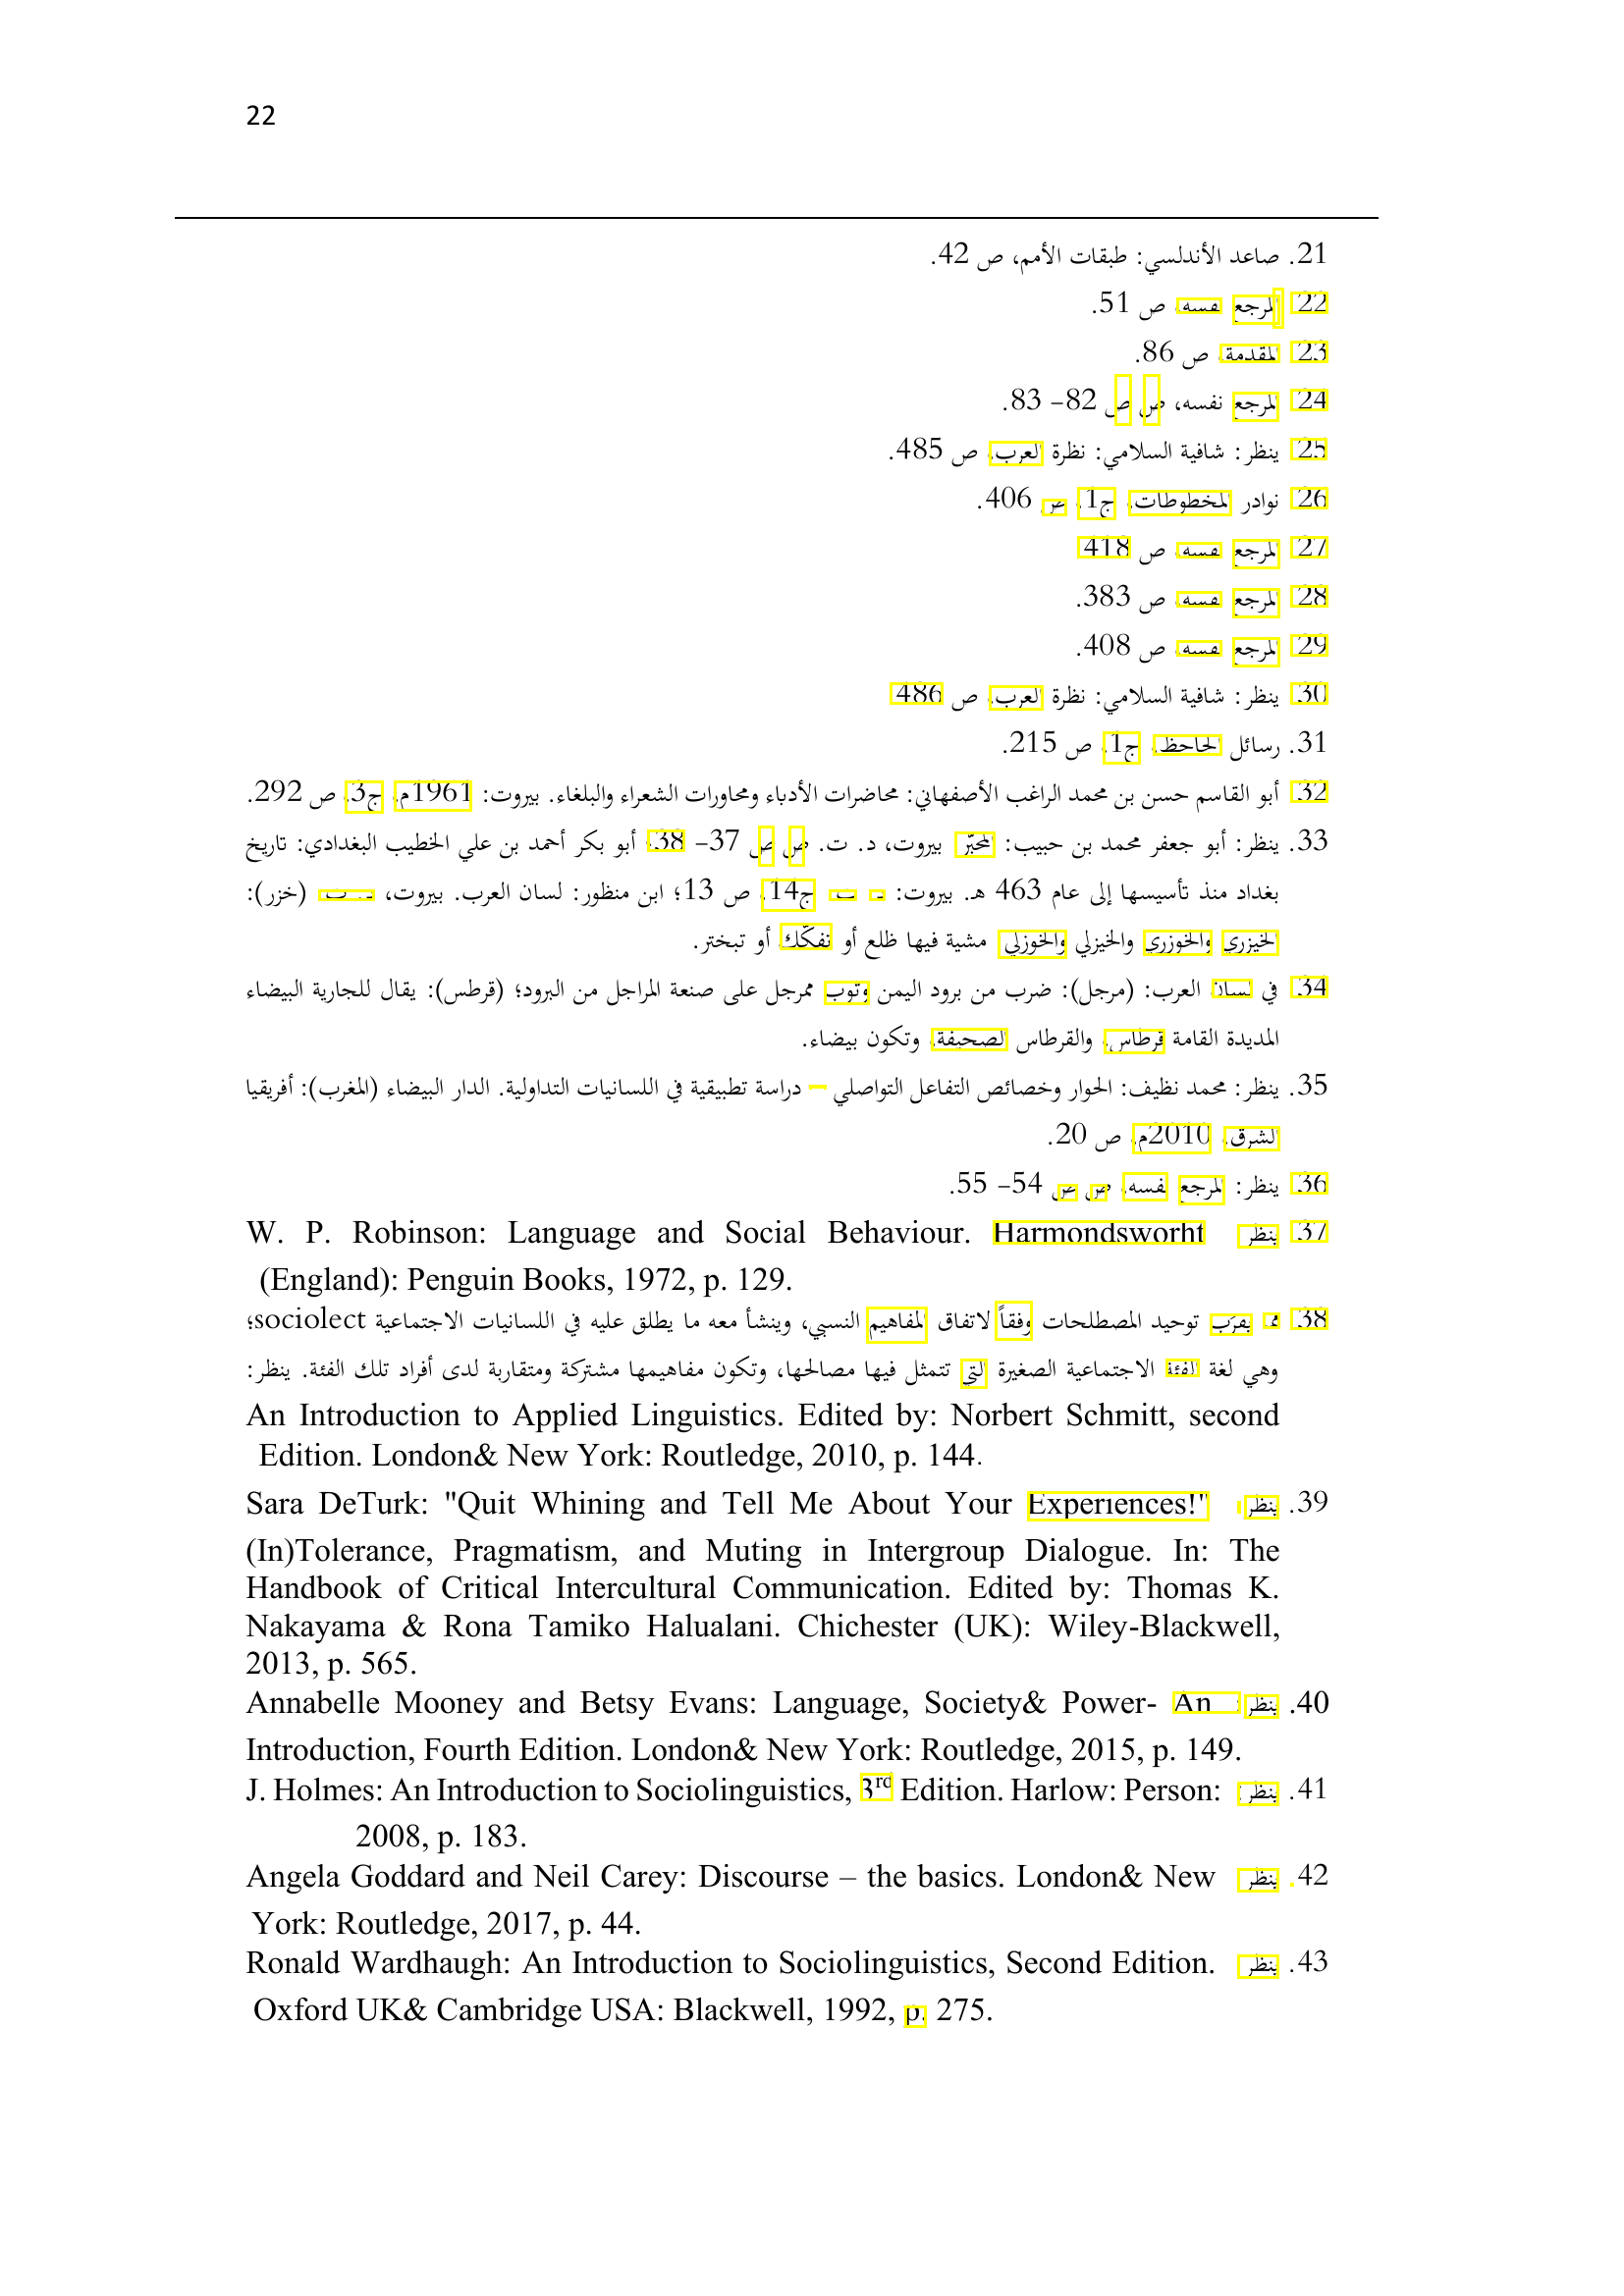 22
21. صاعد الأندلسي: طبقات الأمم، ص 42.
22. المرجع نفسه، ص 51.
23. المقدمة، ص 86.
24. المرجع نفسه، ص ص 82– 83.
25. ينظر: شافية السلامي: نظرة العرب، ص 485.
26. نوادر المخطوطات، ج1، ص 406.
27. المرجع نفسه، ص 418.
28. المرجع نفسه، ص 383.
29. المرجع نفسه، ص 408.
30. ينظر: شافية السلامي: نظرة العرب، ص 486.
31. رسائل الجاحظ، ج1، ص 215.
32. أبو القاسم حسن بن محمد الراغب الأصفهاني: محاضرات الأدباء ومحاورات الشعراء والبلغاء. بيروت: 1961م، ج3، ص 292.
33. ينظر: أبو جعفر محمد بن حبيب: المحبّر. بيروت، د. ت. ص ص 37– 38؛ أبو بكر أحمد بن علي الخطيب البغدادي: تاريخ
بغداد منذ تأسيسها إلى عام 463 هـ. بيروت: د. ت، ج14، ص 13؛ ابن منظور: لسان العرب. بيروت، د. ت، (خزر):
الخيزري والخوزري والخيزلي والخوزلي مشية فيها ظلع أو تفكّك أو تبختر.
34. في لسان العرب: (مرجل): ضرب من برود اليمن وثوب ممرجل على صنعة المراجل من البرود؛ (قرطس): يقال للجارية البيضاء
المديدة القامة قرطاس، والقرطاس الصحيفة، وتكون بيضاء.
35. ينظر: محمد نظيف: الحوار وخصائص التفاعل التواصلي – دراسة تطبيقية في اللسانيات التداولية. الدار البيضاء (المغرب): أفريقيا
الشرق، 2010م، ص 20.
36. ينظر: المرجع نفسه، ص ص 54– 55.
37. ينظر: W. P. Robinson: Language and Social Behaviour. Harmondsworht
(England): Penguin Books, 1972, p. 129.
38. مما يقرّب توحيد المصطلحات وفقاً لاتفاق المفاهيم النسبي، وينشأ معه ما يطلق عليه في اللسانيات الاجتماعية sociolect؛
وهي لغة الفئة الاجتماعية الصغيرة التي تتمثل فيها مصالحها، وتكون مفاهيمها مشتركة ومتقاربة لدى أفراد تلك الفئة. ينظر:
An Introduction to Applied Linguistics. Edited by: Norbert Schmitt, second
Edition. London& New York: Routledge, 2010, p. 144.
39. ينظر: Sara DeTurk: "Quit Whining and Tell Me About Your Experiences!"
(In)Tolerance, Pragmatism, and Muting in Intergroup Dialogue. In: The
Handbook of Critical Intercultural Communication. Edited by: Thomas K.
Nakayama & Rona Tamiko Halualani. Chichester (UK): Wiley-Blackwell,
2013, p. 565.
40. ينظر: Annabelle Mooney and Betsy Evans: Language, Society& Power- An
Introduction, Fourth Edition. London& New York: Routledge, 2015, p. 149.
41. ينظر: J. Holmes: An Introduction to Sociolinguistics, 3rd Edition. Harlow: Person:
2008, p. 183.
42. ينظر: Angela Goddard and Neil Carey: Discourse – the basics. London& New
York: Routledge, 2017, p. 44.
43. ينظر: Ronald Wardhaugh: An Introduction to Sociolinguistics, Second Edition.
Oxford UK& Cambridge USA: Blackwell, 1992, p. 275.